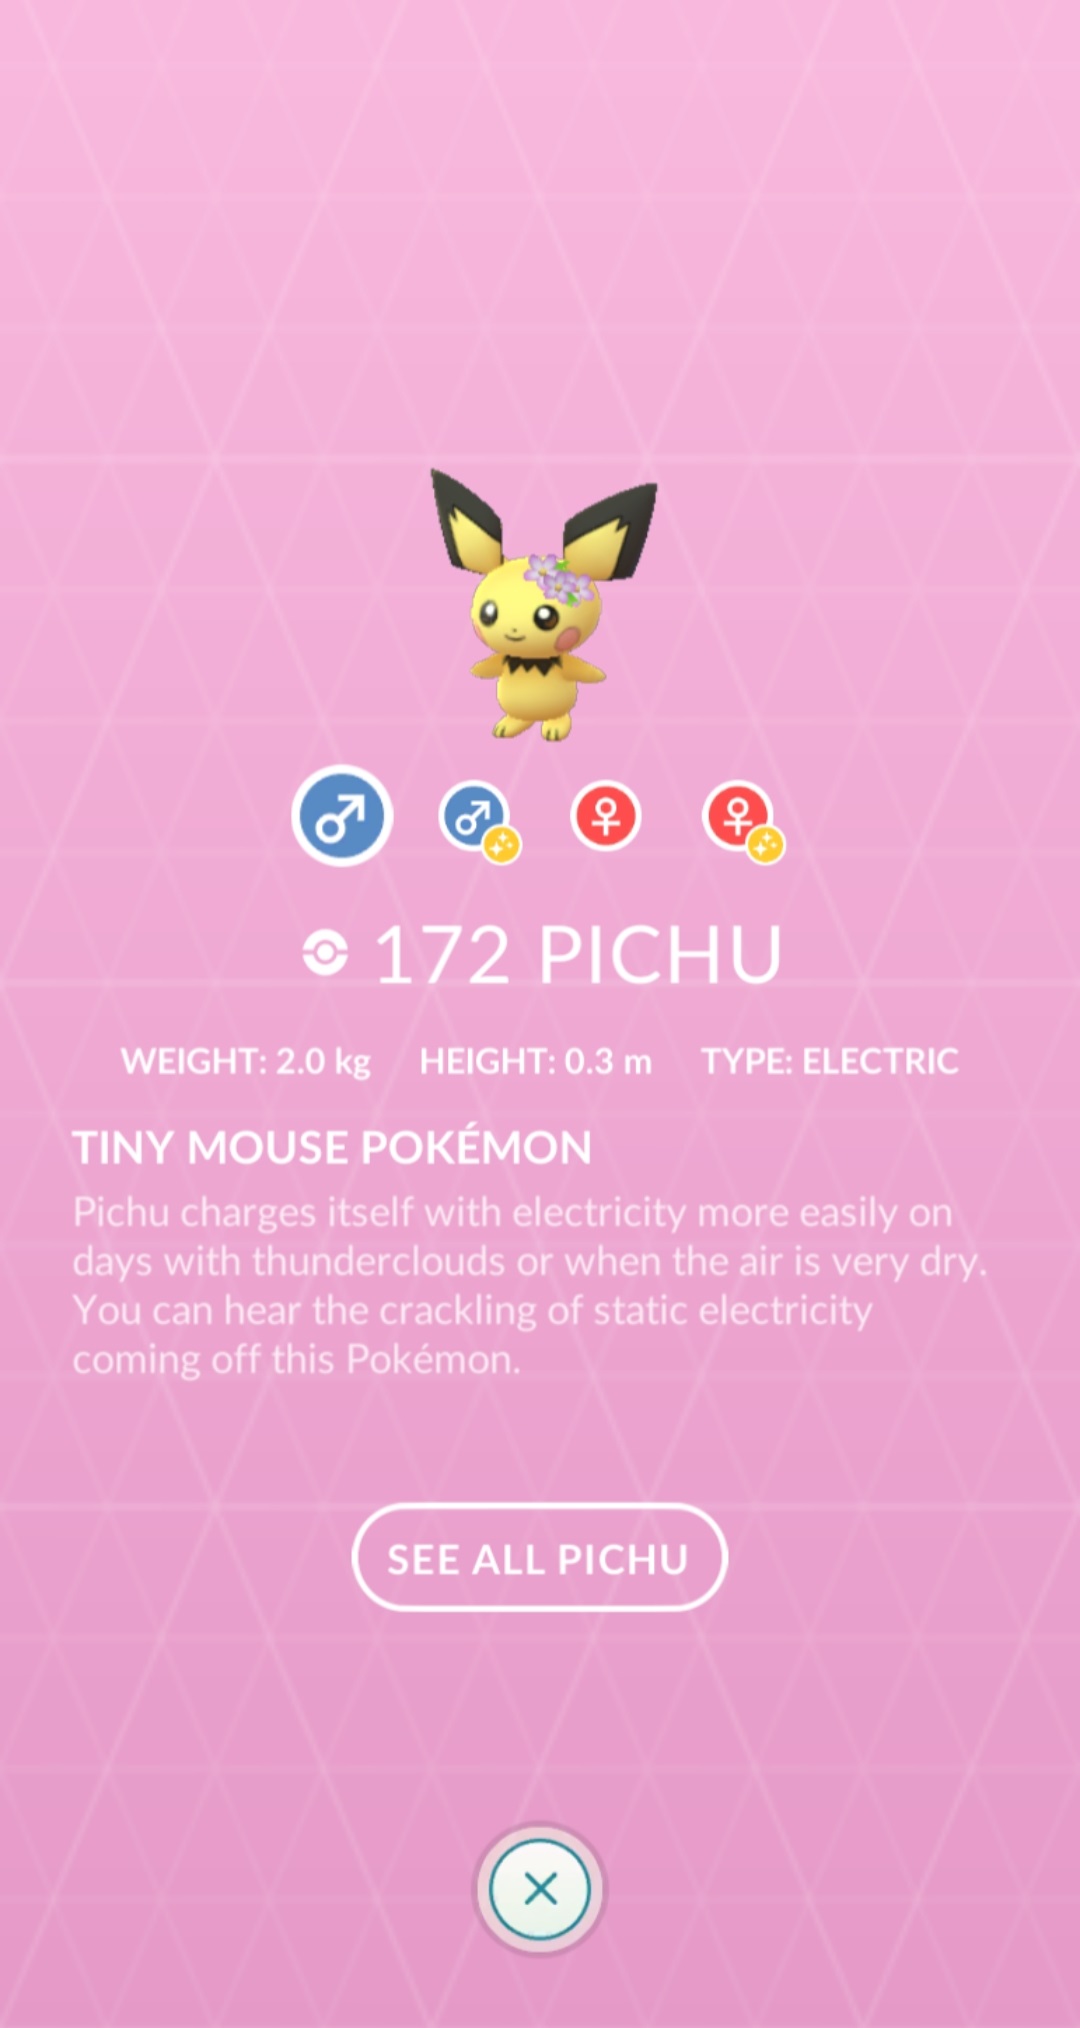 172 PICHU
WEIGHT: 2.0 kg HEIGHT: 0.3 m TYPE: ELECTRIC
TINY MOUSE POKÉMON
Pichu charges itself with electricity more easily on
days with thunderclouds or when the air is very dry.
You can hear the crackling of static electricity
coming off this Pokémon.
SEE ALL PICHU